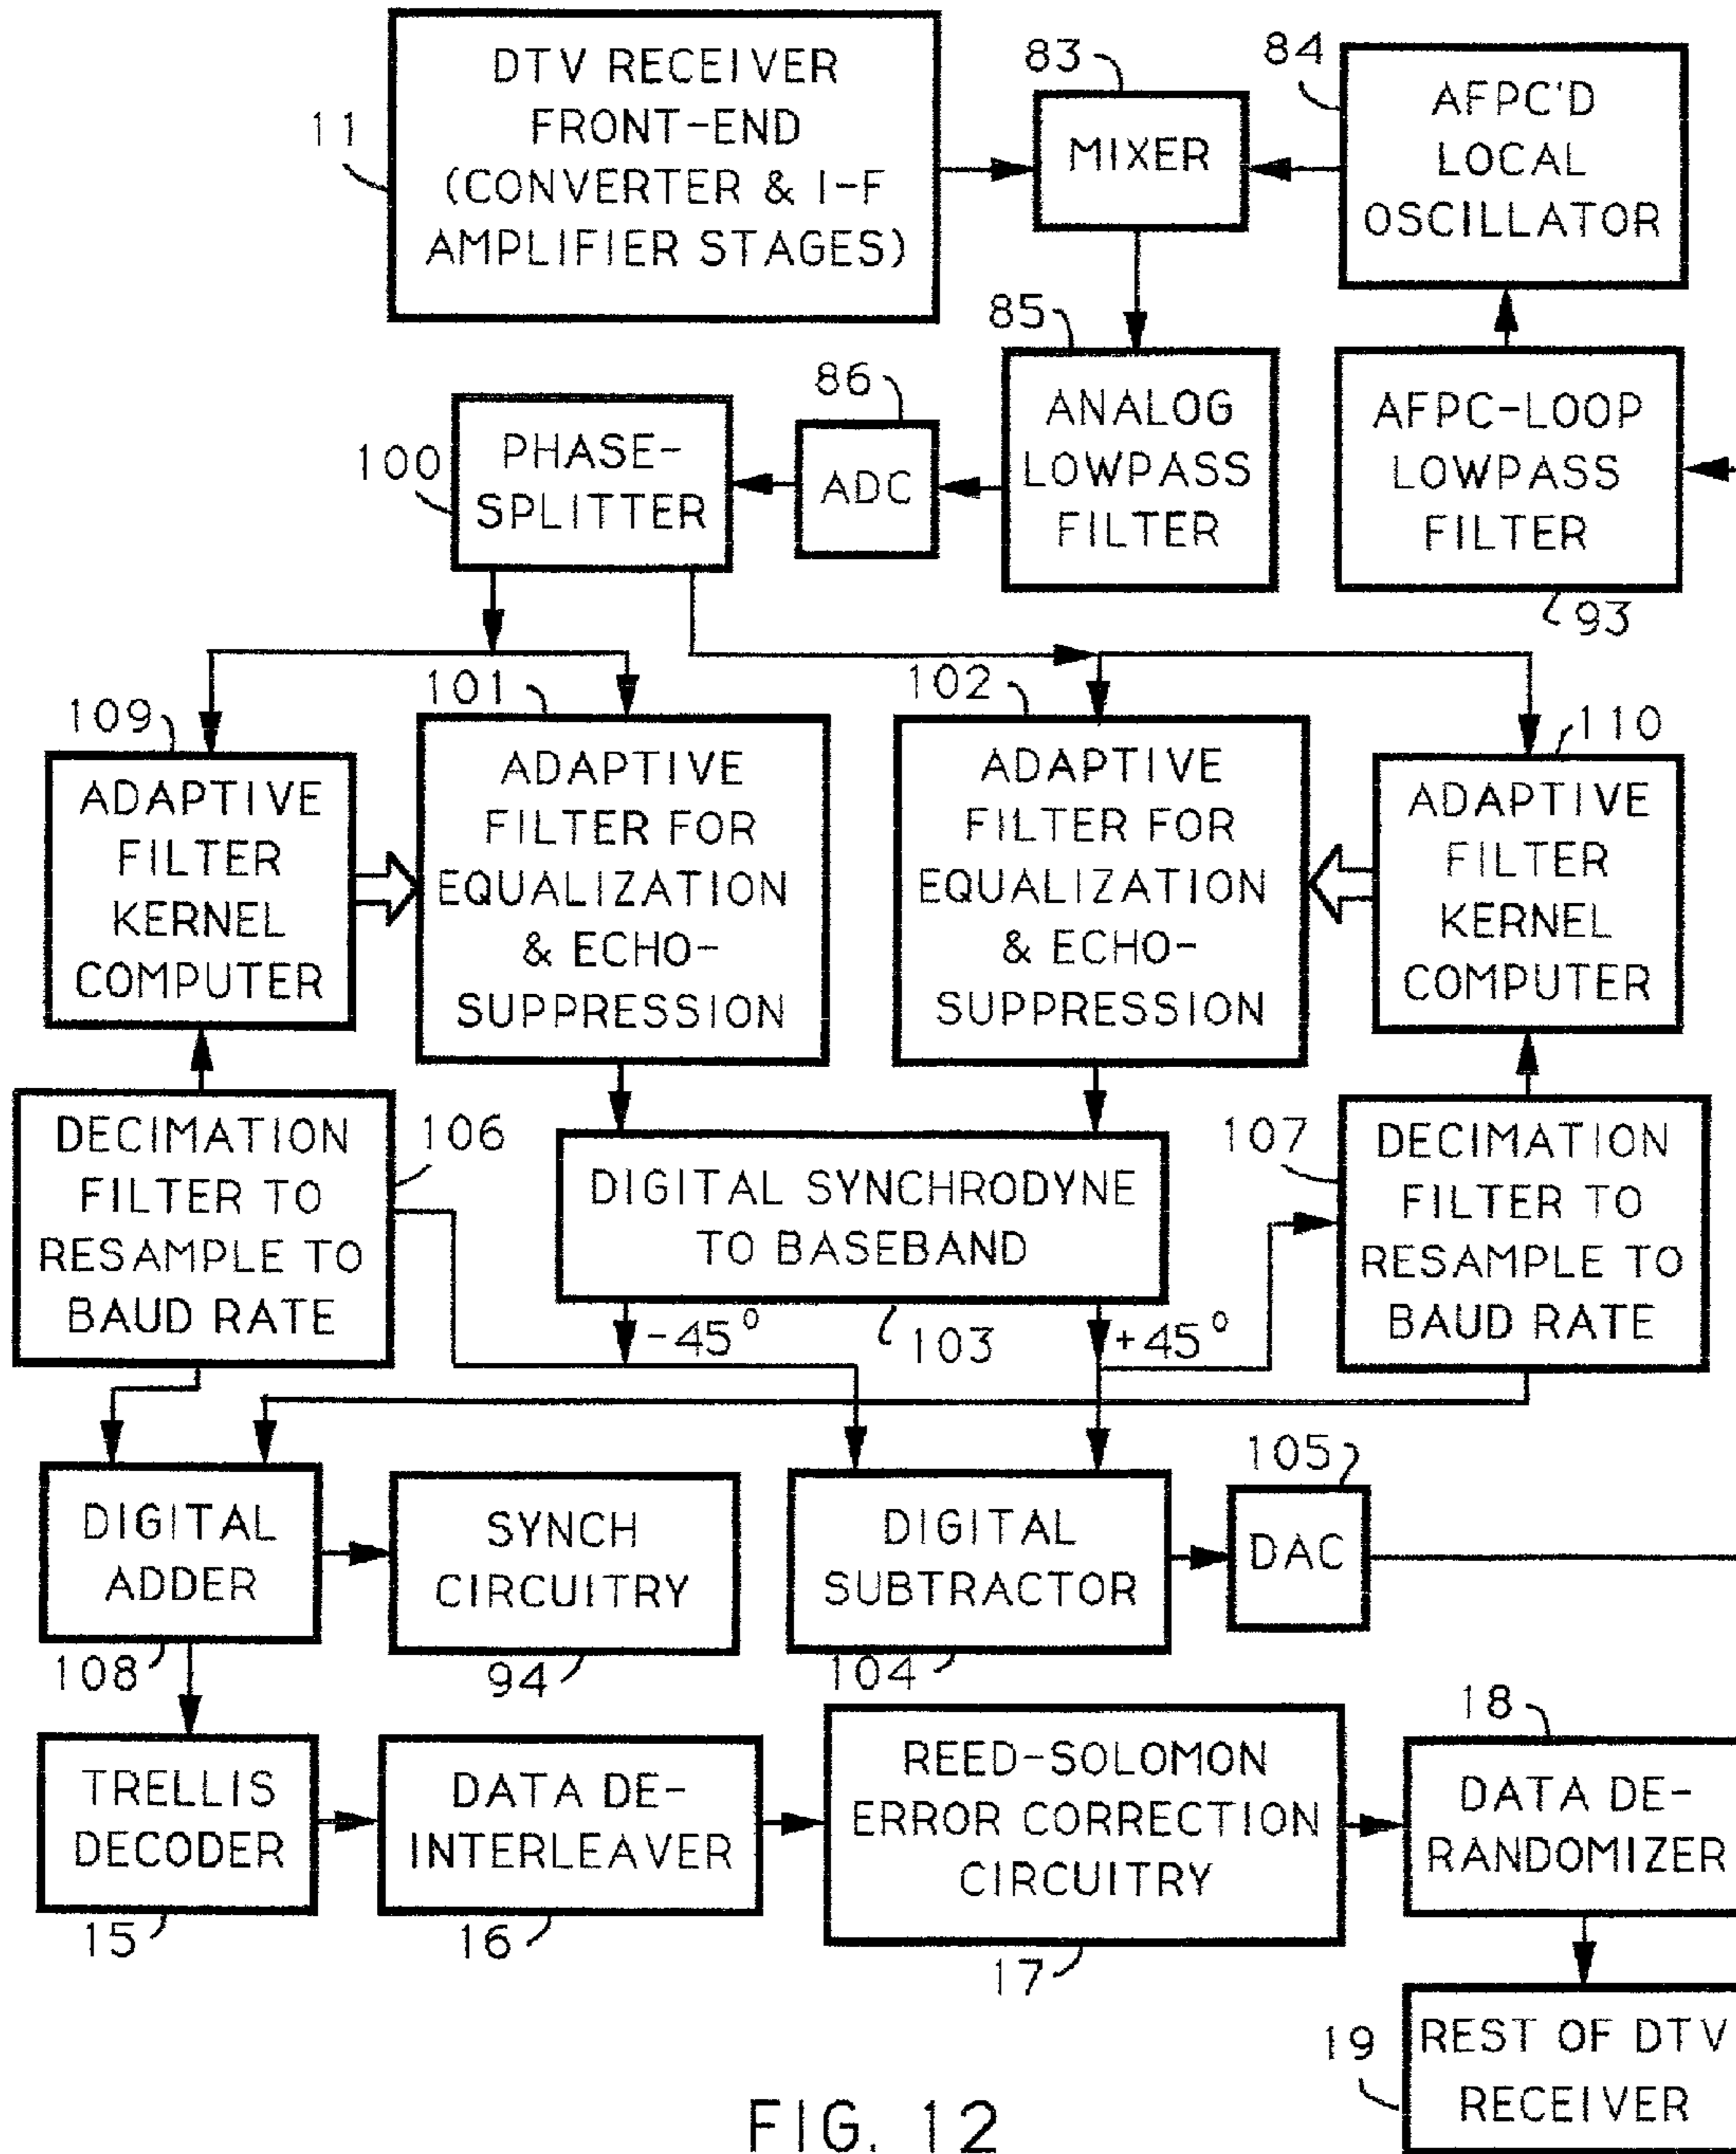 DTV RECEIVER
FRONT-END
(CONVERTER & I-F
AMPLIFIER STAGES)
11
83
MIXER
84
AFPC'D
LOCAL
OSCILLATOR
85
ANALOG
LOWPASS
FILTER
AFPC-LOOP
LOWPASS
FILTER
93
86
ADC
100
PHASE-
SPLITTER
109
ADAPTIVE
FILTER
KERNEL
COMPUTER
101
ADAPTIVE
FILTER FOR
EQUALIZATION
& ECHO-
SUPPRESSION
102
ADAPTIVE
FILTER FOR
EQUALIZATION
& ECHO-
SUPPRESSION
110
ADAPTIVE
FILTER
KERNEL
COMPUTER
DECIMATION
FILTER TO
RESAMPLE TO
BAUD RATE
106
DIGITAL SYNCHRODYNE
TO BASEBAND
103
-45°
+45°
107
DECIMATION
FILTER TO
RESAMPLE TO
BAUD RATE
DIGITAL
ADDER
108
SYNCH
CIRCUITRY
94
DIGITAL
SUBTRACTOR
104
105
DAC
TRELLIS
DECODER
15
DATA DE-
INTERLEAVER
16
REED-SOLOMON
ERROR CORRECTION
CIRCUITRY
17
18
DATA DE-
RANDOMIZER
19
REST OF DTV
RECEIVER
FIG. 12